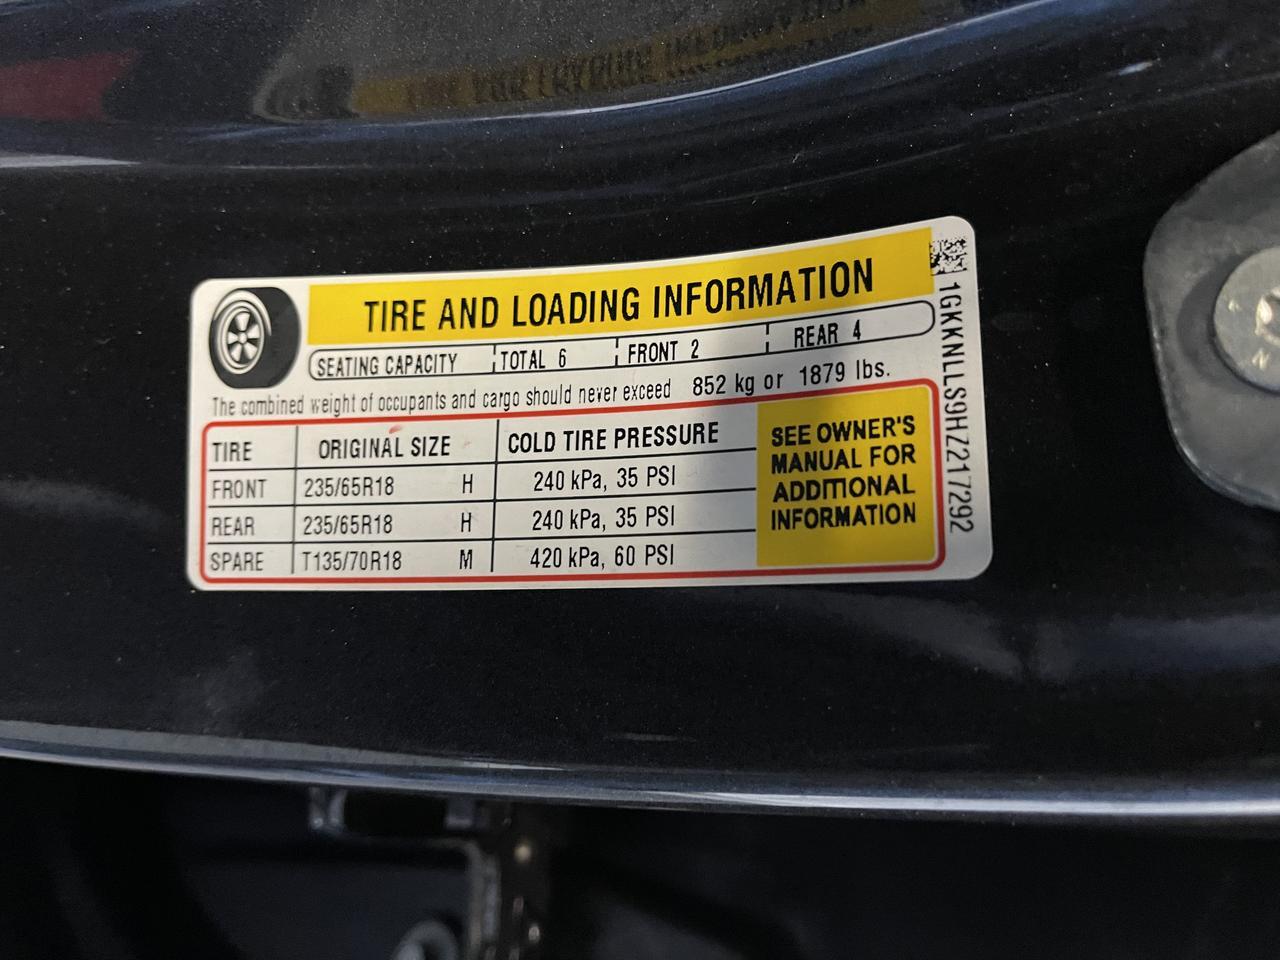 TIRE AND LOADING INFORMATION
SEATING CAPACITY TOTAL 6 FRONT 2 REAR 4
The combined weight of occupants and cargo should never exceed 852 kg or 1879 lbs.
TIRE ORIGINAL SIZE COLD TIRE PRESSURE
FRONT 235/65R18 H 240 kPa, 35 PSI
REAR 235/65R18 H 240 kPa, 35 PSI
SPARE T135/70R18 M 420 kPa, 60 PSI
SEE OWNER'S
MANUAL FOR
ADDITIONAL
INFORMATION
1GKKNLLS9HZ217292